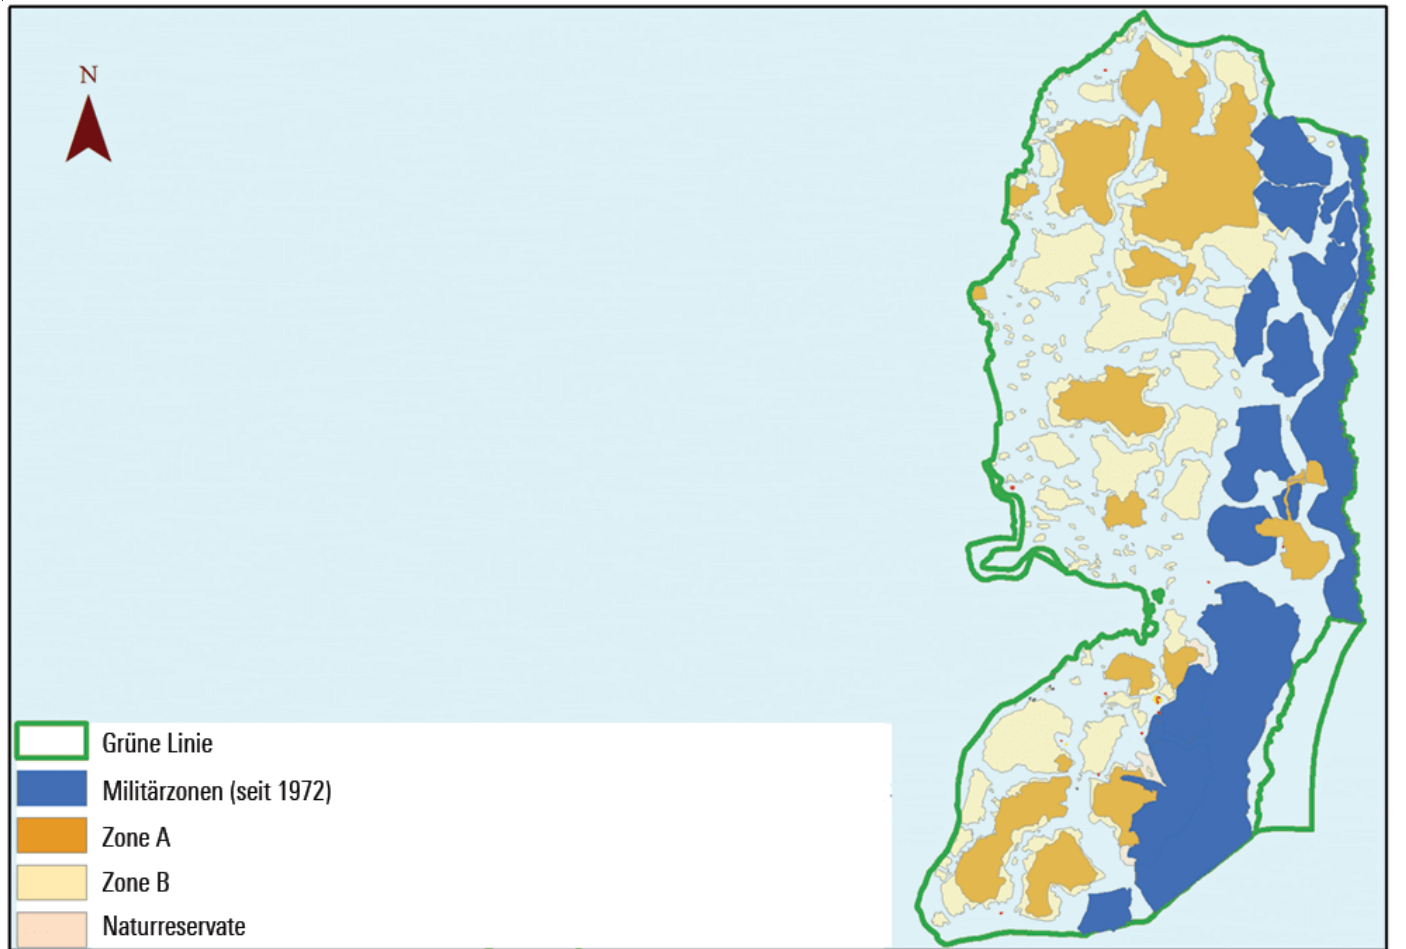 N
Grüne Linie
Militärzonen (seit 1972)
Zone A
Zone B
Naturreservate